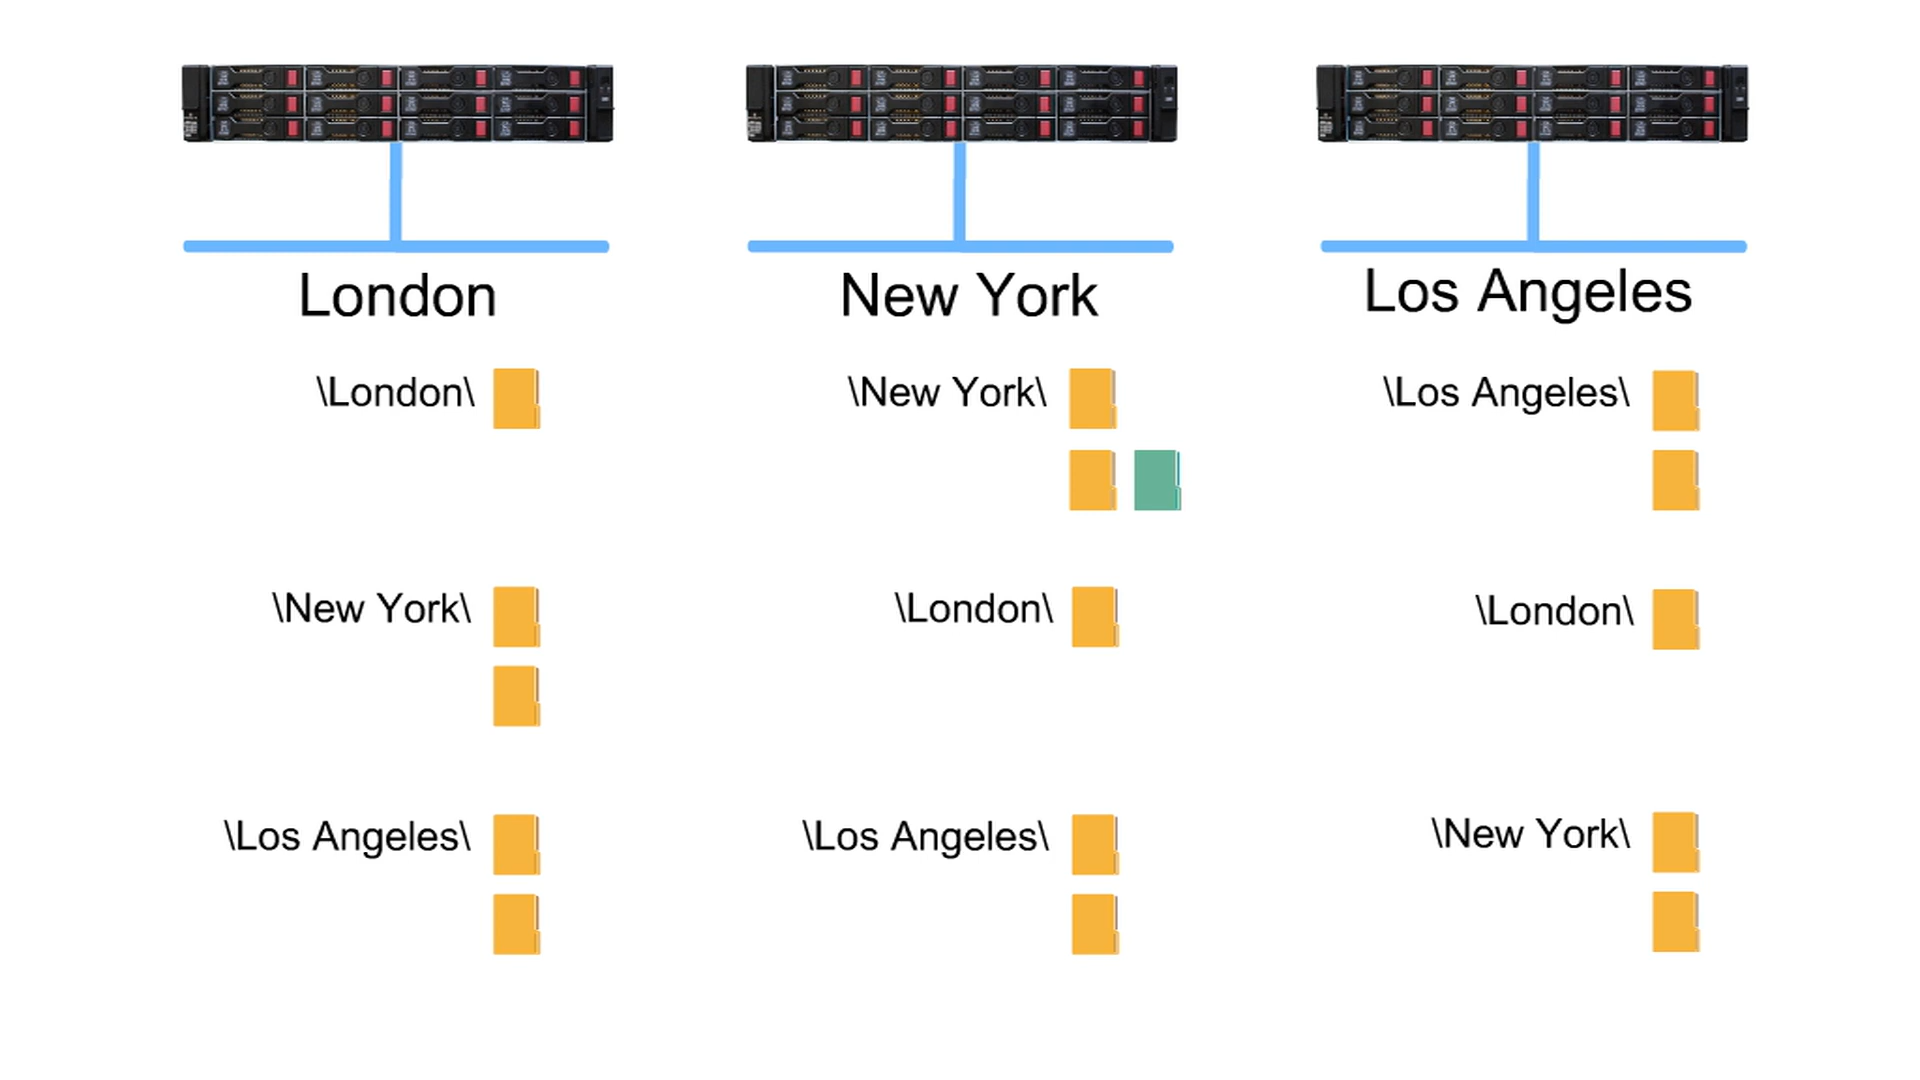 London
New York
Los Angeles
\London\
\New York\
\Los Angeles\
\New York\
\London\
\London\
\Los Angeles\
\Los Angeles\
\New York\